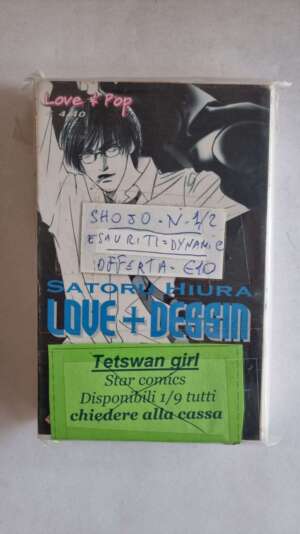 Love & Pop
4.40
SHOJO - N. 1/2
ESAURITI = DYNAMIC
OFFERTA - €10
SATORU HIURA
LOVE + DESSIN
Tetswan girl
Star comics
Disponibili 1/9 tutti
chiedere alla cassa